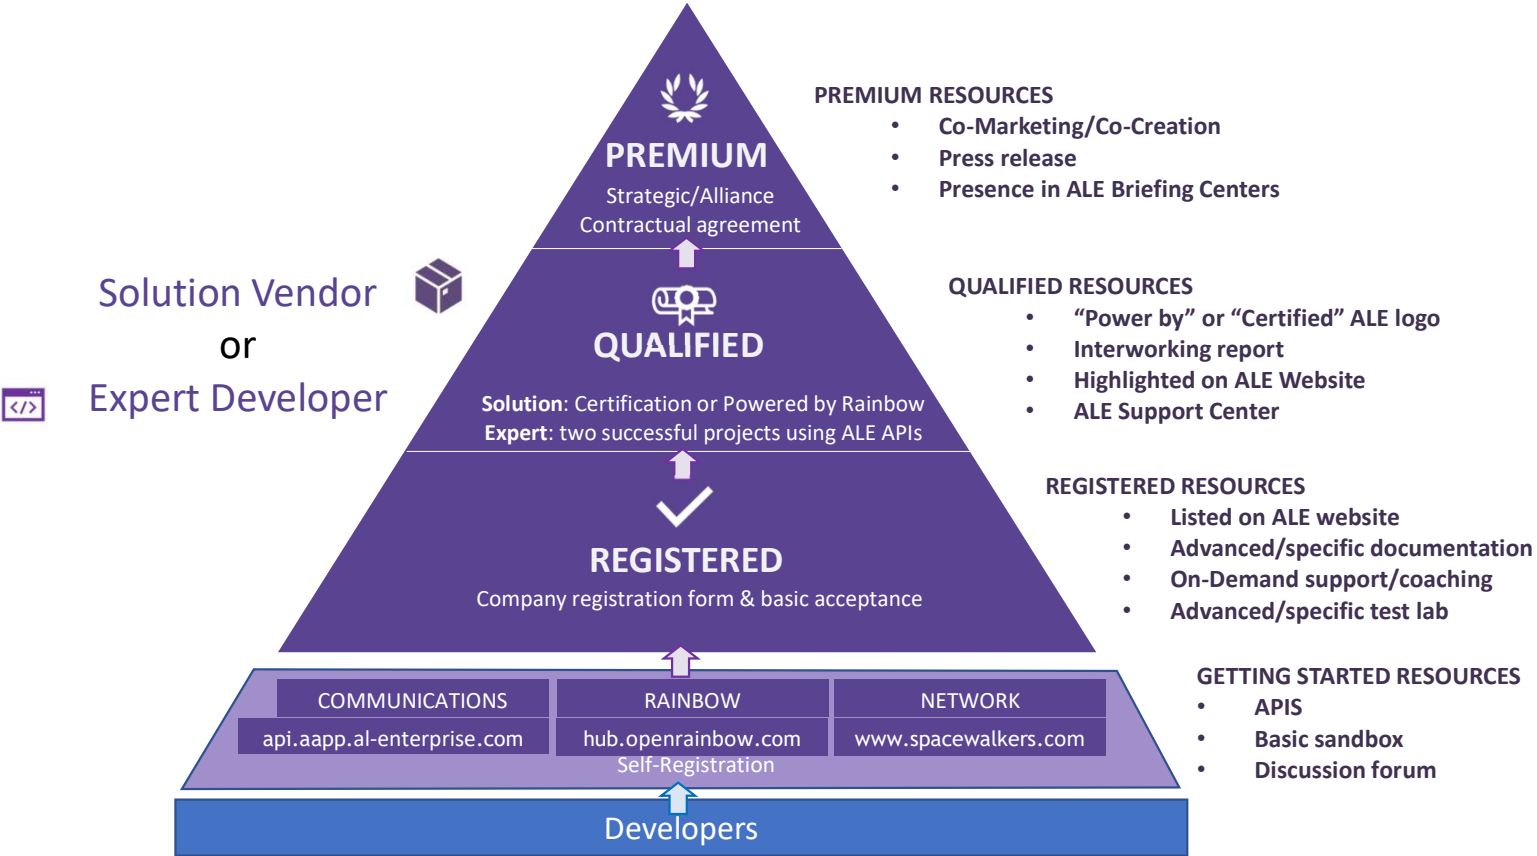 PREMIUM
Strategic/Alliance
Contractual agreement
PREMIUM RESOURCES
• Co-Marketing/Co-Creation
• Press release
• Presence in ALE Briefing Centers
Solution Vendor
or
Expert Developer
</>
QUALIFIED
Solution: Certification or Powered by Rainbow
Expert: two successful projects using ALE APIs
QUALIFIED RESOURCES
• “Power by” or “Certified” ALE logo
• Interworking report
• Highlighted on ALE Website
• ALE Support Center
REGISTERED
Company registration form & basic acceptance
REGISTERED RESOURCES
• Listed on ALE website
• Advanced/specific documentation
• On-Demand support/coaching
• Advanced/specific test lab
COMMUNICATIONS
api.aapp.al-enterprise.com
RAINBOW
hub.openrainbow.com
NETWORK
www.spacewalkers.com
Self-Registration
GETTING STARTED RESOURCES
• APIS
• Basic sandbox
• Discussion forum
Developers